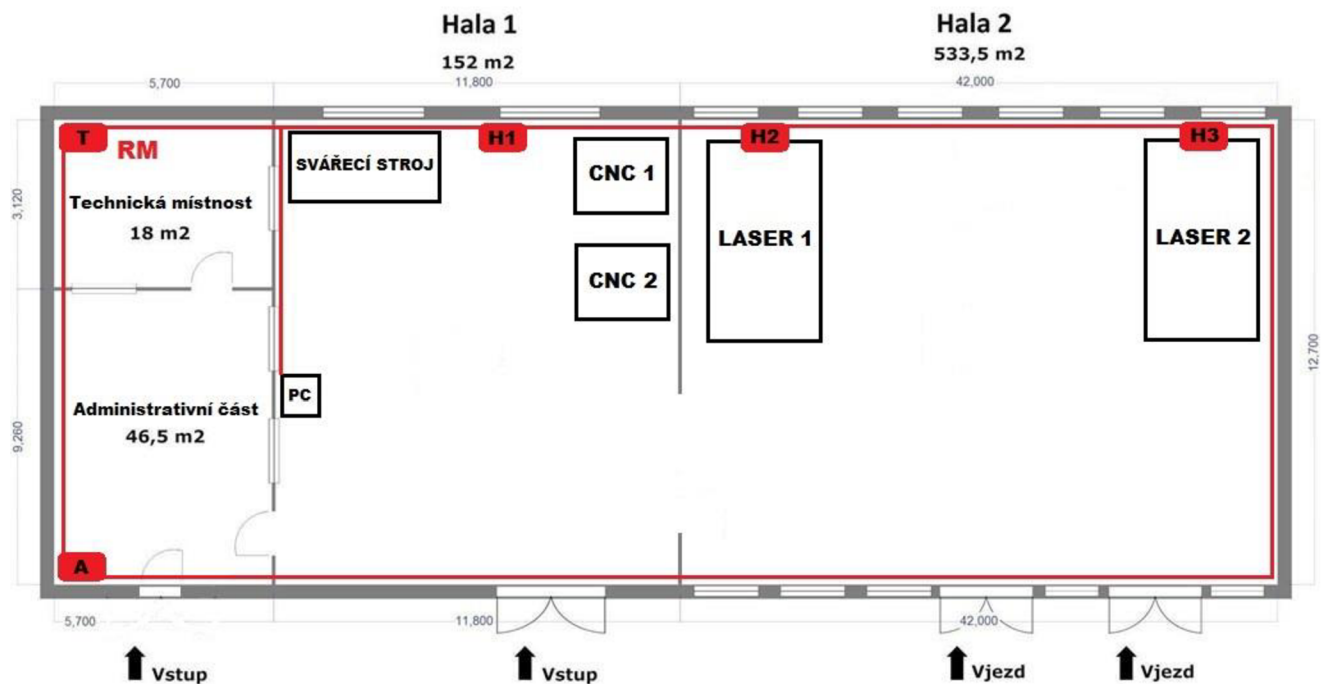 Hala 1
152 m2
Hala 2
533,5 m2
5,700
11,800
42,000
T
RM
H1
H2
H3
SVÁŘECÍ STROJ
CNC 1
CNC 2
LASER 1
LASER 2
Technická místnost
18 m2
3,120
12,700
PC
Administrativní část
46,5 m2
9,260
A
5,700
11,800
42,000
Vstup
Vstup
Vjezd
Vjezd